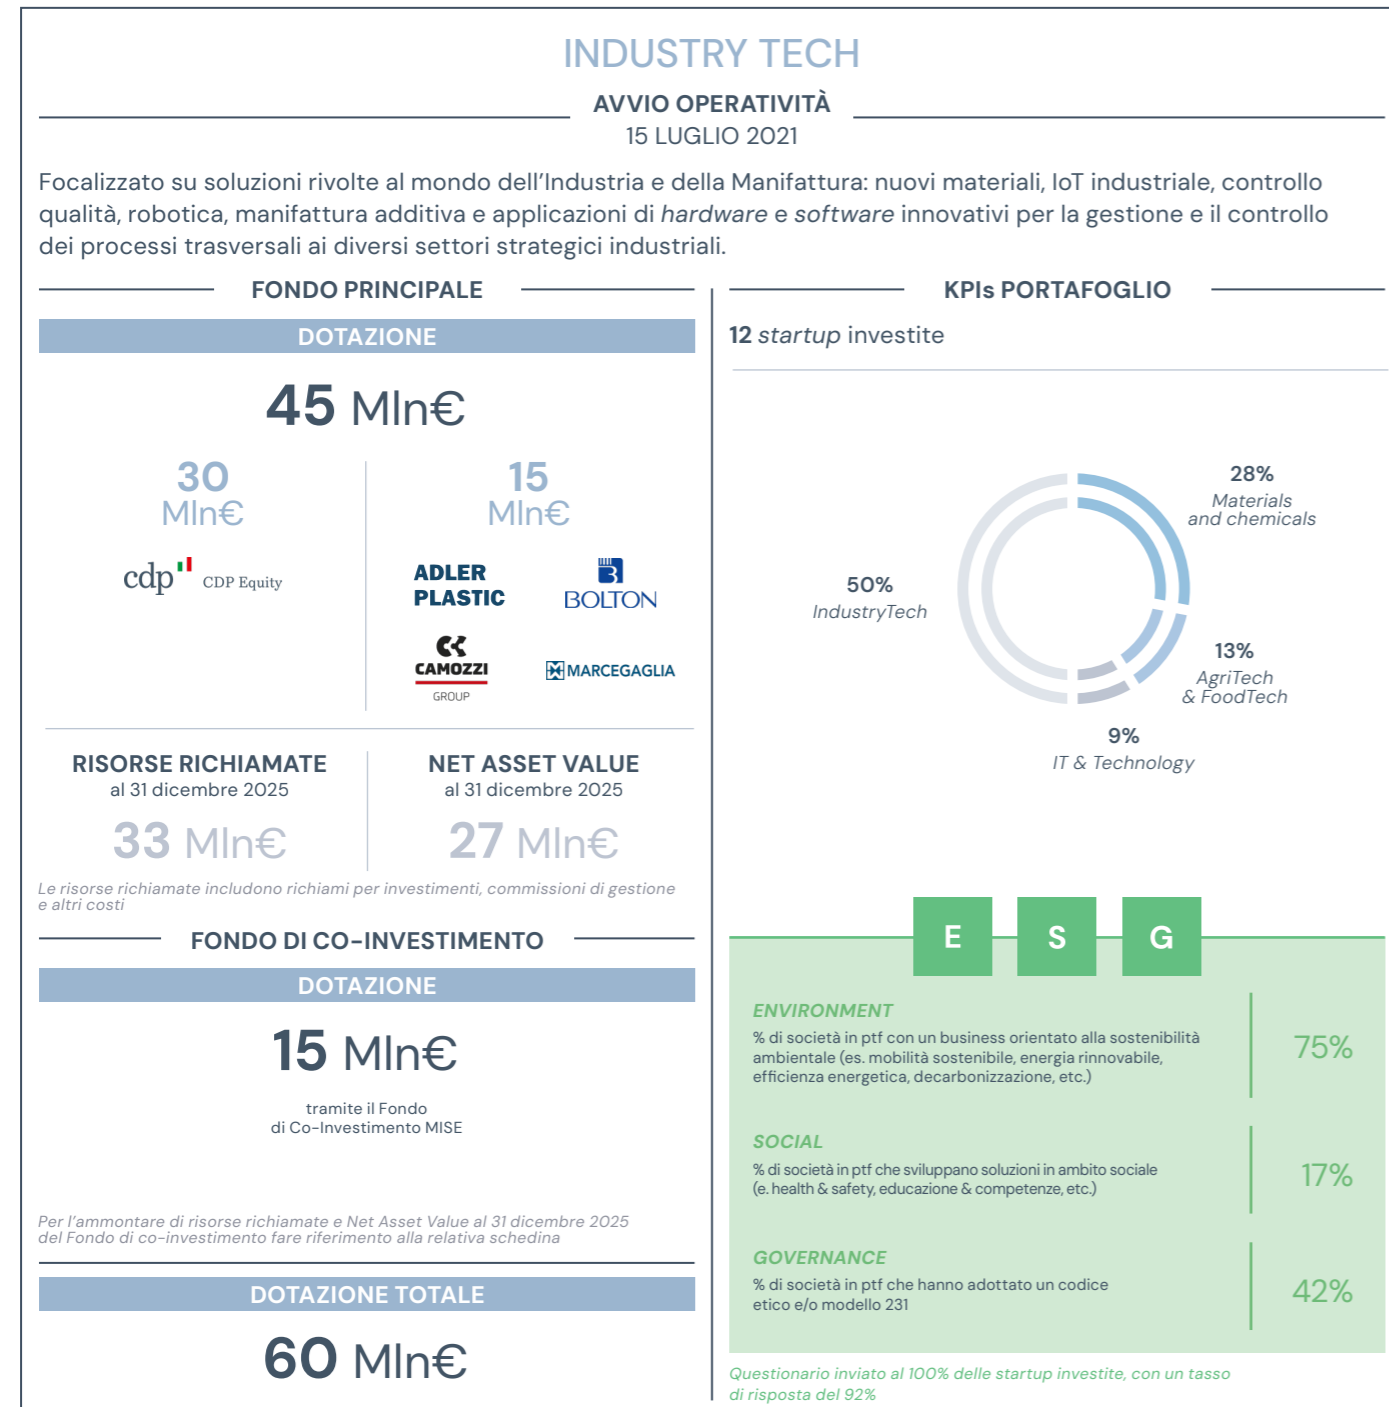 INDUSTRY TECH
AVVIO OPERATIVITÀ
15 LUGLIO 2021
Focalizzato su soluzioni rivolte al mondo dell’Industria e della Manifattura: nuovi materiali, IoT industriale, controllo
qualità, robotica, manifattura additiva e applicazioni di hardware e software innovativi per la gestione e il controllo
dei processi trasversali ai diversi settori strategici industriali.
FONDO PRINCIPALE
DOTAZIONE
45 Mln€
30
Mln€
cdp CDP Equity
15
Mln€
ADLER
PLASTIC
B
BOLTON
CAMOZZI
GROUP
MARCEGAGLIA
RISORSE RICHIAMATE
al 31 dicembre 2025
33 Mln€
NET ASSET VALUE
al 31 dicembre 2025
27 Mln€
Le risorse richiamate includono richiami per investimenti, commissioni di gestione
e altri costi
FONDO DI CO-INVESTIMENTO
DOTAZIONE
15 Mln€
tramite il Fondo
di Co-Investimento MISE
Per l’ammontare di risorse richiamate e Net Asset Value al 31 dicembre 2025
del Fondo di co-investimento fare riferimento alla relativa schedina
DOTAZIONE TOTALE
60 Mln€
KPIs PORTAFOGLIO
12 startup investite
28%
Materials
and chemicals
50%
IndustryTech
13%
AgriTech
& FoodTech
9%
IT & Technology
E S G
ENVIRONMENT
% di società in ptf con un business orientato alla sostenibilità
ambientale (es. mobilità sostenibile, energia rinnovabile,
efficienza energetica, decarbonizzazione, etc.)
75%
SOCIAL
% di società in ptf che sviluppano soluzioni in ambito sociale
(e. health & safety, educazione & competenze, etc.)
17%
GOVERNANCE
% di società in ptf che hanno adottato un codice
etico e/o modello 231
42%
Questionario inviato al 100% delle startup investite, con un tasso
di risposta del 92%